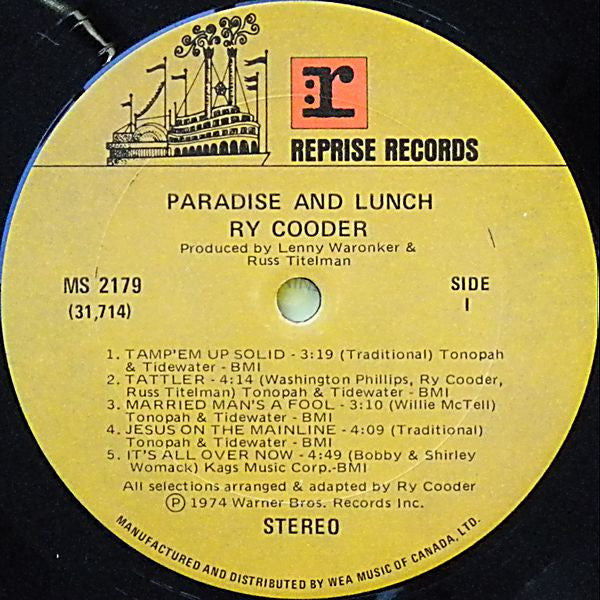 r
REPRISE RECORDS
PARADISE AND LUNCH
RY COODER
Produced by Lenny Waronker &
Russ Titelman
MS 2179
(31,714)
SIDE
I
1. TAMP'EM UP SOLID - 3:19 (Traditional) Tonopah
& Tidewater - BMI
2. TATTLER - 4:14 (Washington Phillips, Ry Cooder,
Russ Titelman) Tonopah & Tidewater - BMI
3. MARRIED MAN'S A FOOL - 3:10 (Willie McTell)
Tonopah & Tidewater - BMI
4. JESUS ON THE MAINLINE - 4:09 (Traditional)
Tonopah & Tidewater - BMI
5. IT'S ALL OVER NOW - 4:49 (Bobby & Shirley
Womack) Kags Music Corp.-BMI
All selections arranged & adapted by Ry Cooder
Ⓟ 1974 Warner Bros. Records Inc.
STEREO
MANUFACTURED AND DISTRIBUTED BY WEA MUSIC OF CANADA, LTD.